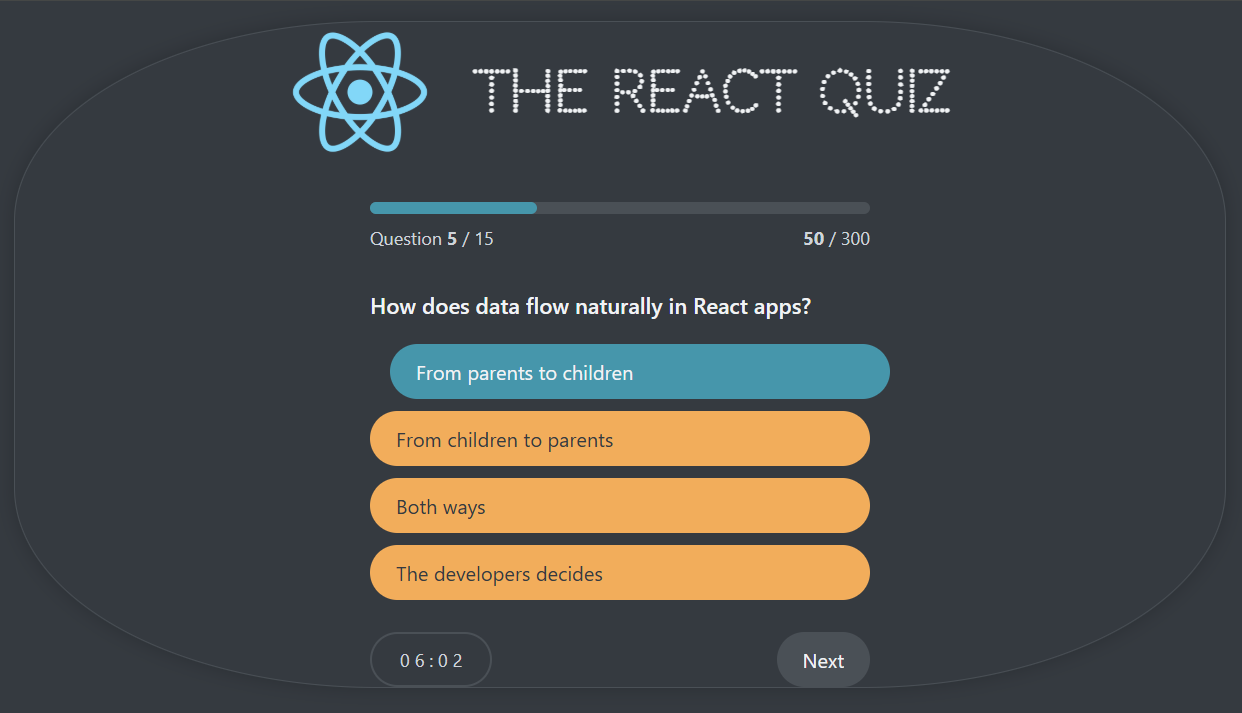 THE REACT QUIZ
Question 5 / 15
50 / 300
How does data flow naturally in React apps?
From parents to children
From children to parents
Both ways
The developers decides
06:02
Next